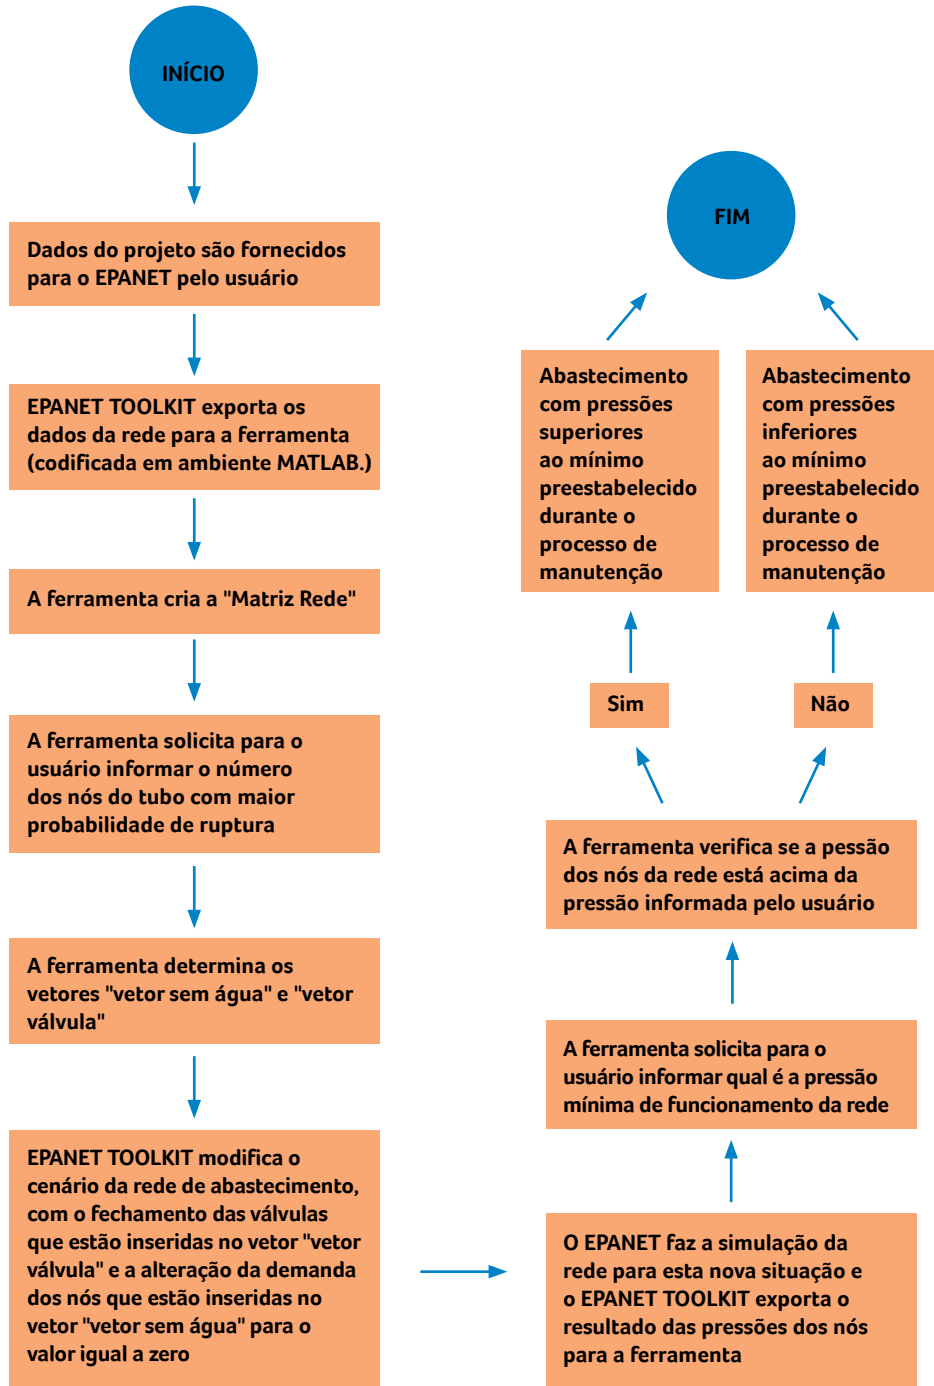 INÍCIO
Dados do projeto são fornecidos
para o EPANET pelo usuário
EPANET TOOLKIT exporta os
dados da rede para a ferramenta
(codificada em ambiente MATLAB.)
A ferramenta cria a "Matriz Rede"
A ferramenta solicita para o
usuário informar o número
dos nós do tubo com maior
probabilidade de ruptura
A ferramenta determina os
vetores "vetor sem água" e "vetor
válvula"
EPANET TOOLKIT modifica o
cenário da rede de abastecimento,
com o fechamento das válvulas
que estão inseridas no vetor "vetor
válvula" e a alteração da demanda
dos nós que estão inseridas no
vetor "vetor sem água" para o
valor igual a zero
O EPANET faz a simulação da
rede para esta nova situação e
o EPANET TOOLKIT exporta o
resultado das pressões dos nós
para a ferramenta
A ferramenta solicita para o
usuário informar qual é a pressão
mínima de funcionamento da rede
A ferramenta verifica se a pessão
dos nós da rede está acima da
pressão informada pelo usuário
Sim
Não
Abastecimento
com pressões
superiores
ao mínimo
preestabelecido
durante o
processo de
manutenção
Abastecimento
com pressões
inferiores
ao mínimo
preestabelecido
durante o
processo de
manutenção
FIM